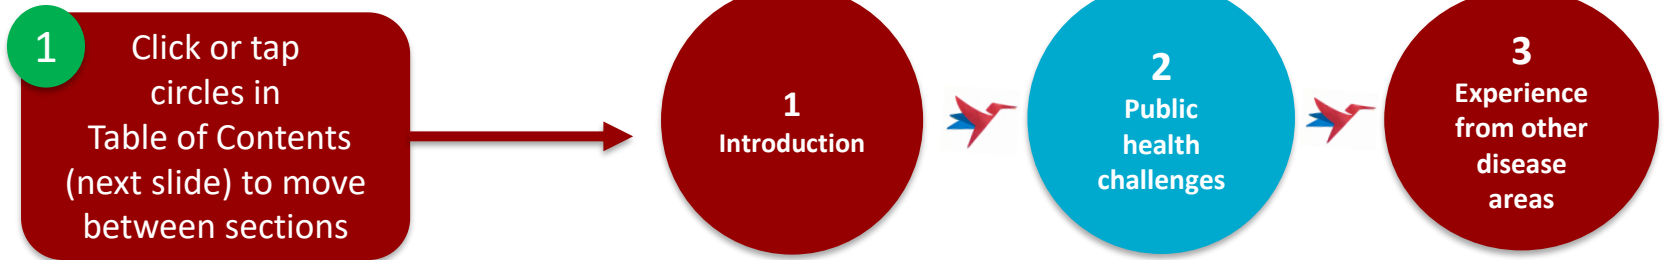 1
Click or tap
circles in
Table of Contents
(next slide) to move
between sections
1
Introduction
2
Public
health
challenges
3
Experience
from other
disease
areas